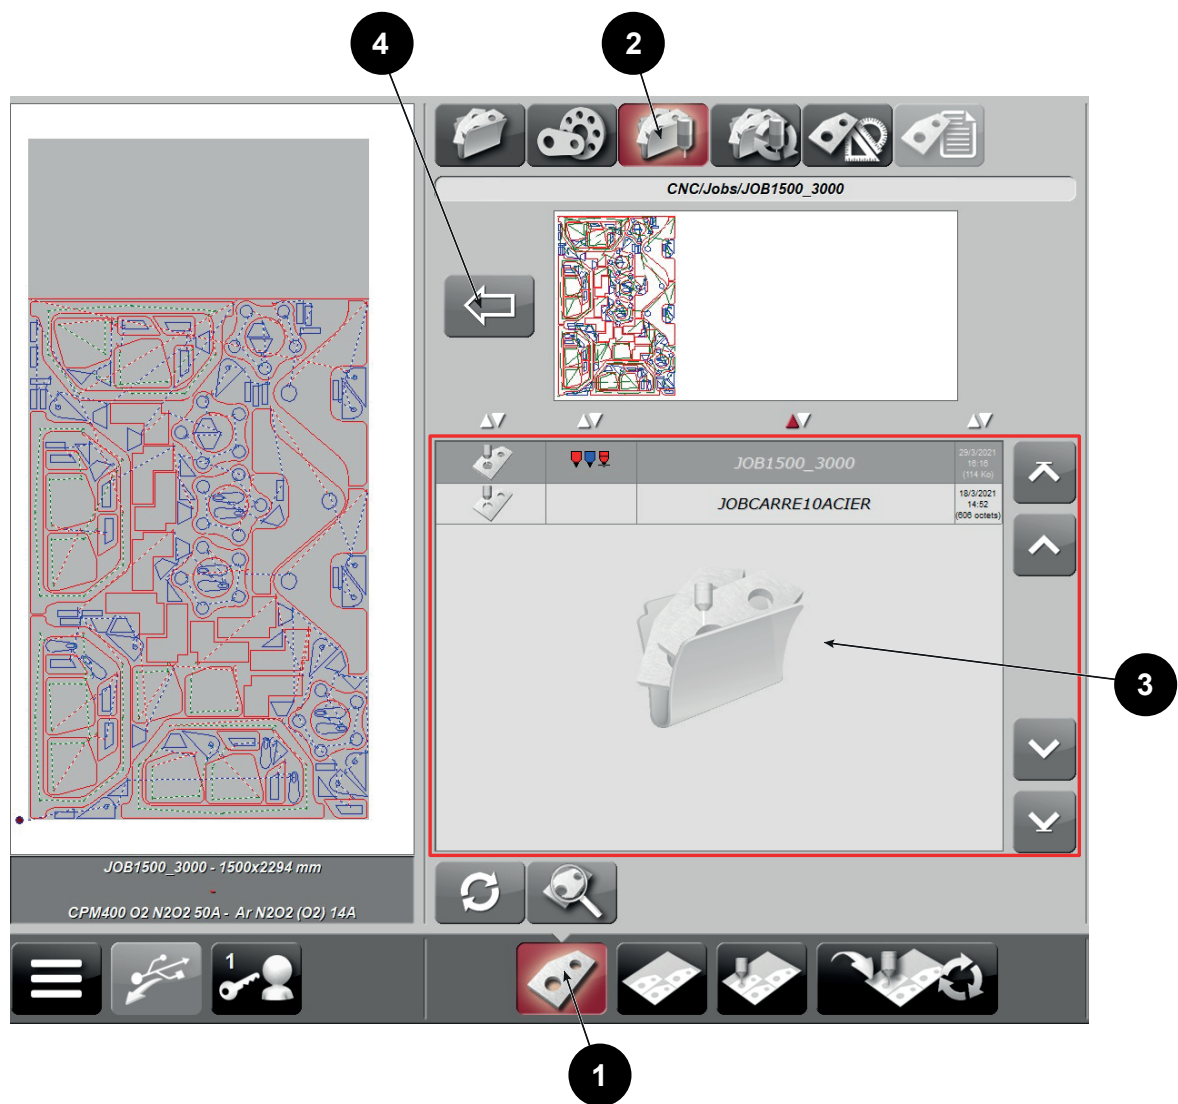 4
2
CNC/Jobs/JOB1500_3000
JOB1500_3000
29/3/2021
16:16
(114 Ko)
JOBCARRE10ACIER
18/3/2021
14:52
(606 octets)
3
JOB1500_3000 - 1500x2294 mm
-
CPM400 O2 N2O2 50A - Ar N2O2 (O2) 14A
1
1